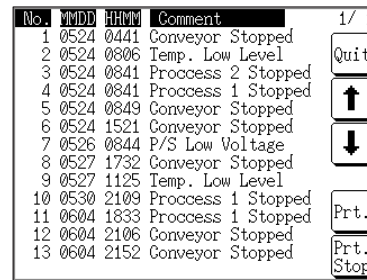 No. MMDD HHMM Comment 1/
1 0524 0441 Conveyor Stopped
2 0524 0806 Temp. Low Level
3 0524 0841 Proccess 2 Stopped
4 0524 0841 Proccess 1 Stopped
5 0524 0849 Conveyor Stopped
6 0524 1521 Conveyor Stopped
7 0526 0844 P/S Low Voltage
8 0527 1732 Conveyor Stopped
9 0527 1125 Temp. Low Level
10 0530 2109 Proccess 1 Stopped
11 0604 1833 Proccess 1 Stopped
12 0604 2106 Conveyor Stopped
13 0604 2152 Conveyor Stopped
Quit
Prt.
Prt.
Stop